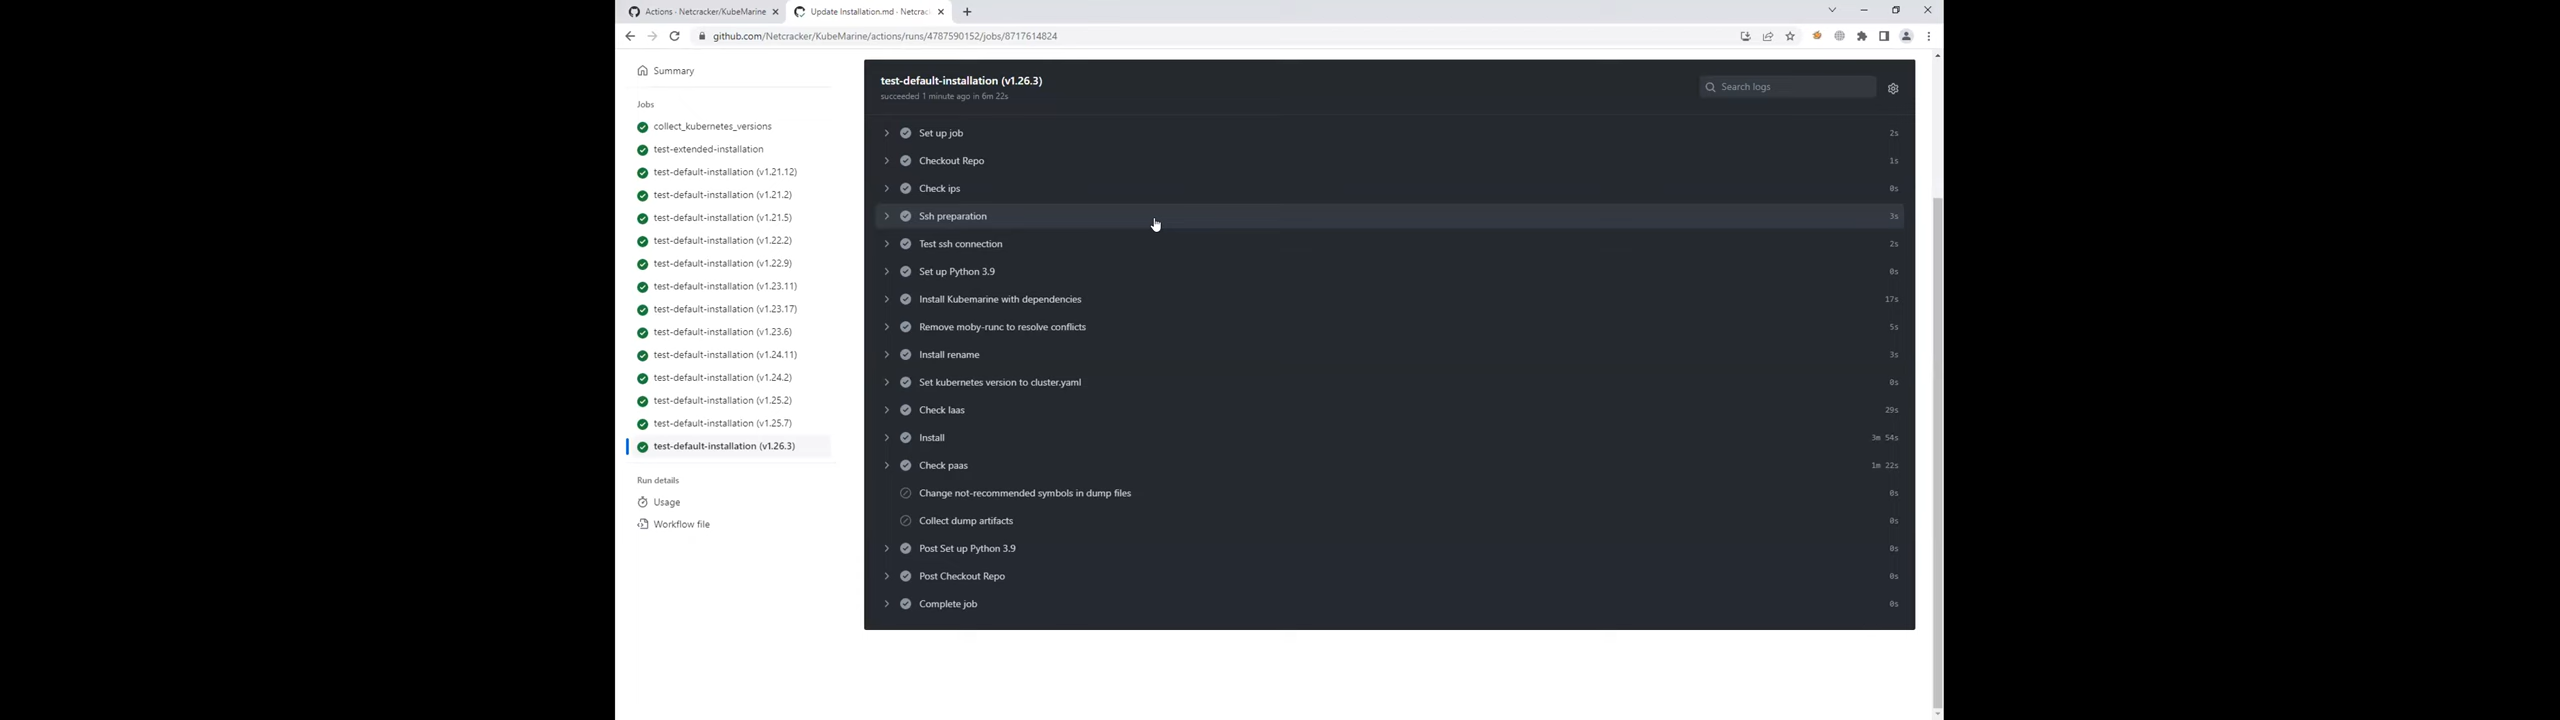 Actions · Netcracker/KubeMarine
Update Installation.md · Netcrac
github.com/Netcracker/KubeMarine/actions/runs/4787590152/jobs/8717614824
Summary
Jobs
collect_kubernetes_versions
test-extended-installation
test-default-installation (v1.21.12)
test-default-installation (v1.21.2)
test-default-installation (v1.21.5)
test-default-installation (v1.22.2)
test-default-installation (v1.22.9)
test-default-installation (v1.23.11)
test-default-installation (v1.23.17)
test-default-installation (v1.23.6)
test-default-installation (v1.24.11)
test-default-installation (v1.24.2)
test-default-installation (v1.25.2)
test-default-installation (v1.25.7)
test-default-installation (v1.26.3)
Run details
Usage
Workflow file
test-default-installation (v1.26.3)
succeeded 1 minute ago in 6m 22s
Search logs
Set up job 2s
Checkout Repo 1s
Check ips 0s
Ssh preparation 3s
Test ssh connection 2s
Set up Python 3.9 0s
Install Kubemarine with dependencies 17s
Remove moby-runc to resolve conflicts 5s
Install rename 3s
Set kubernetes version to cluster.yaml 0s
Check Iaas 29s
Install 3m 54s
Check paas 1m 22s
Change not-recommended symbols in dump files 0s
Collect dump artifacts 0s
Post Set up Python 3.9 0s
Post Checkout Repo 0s
Complete job 0s